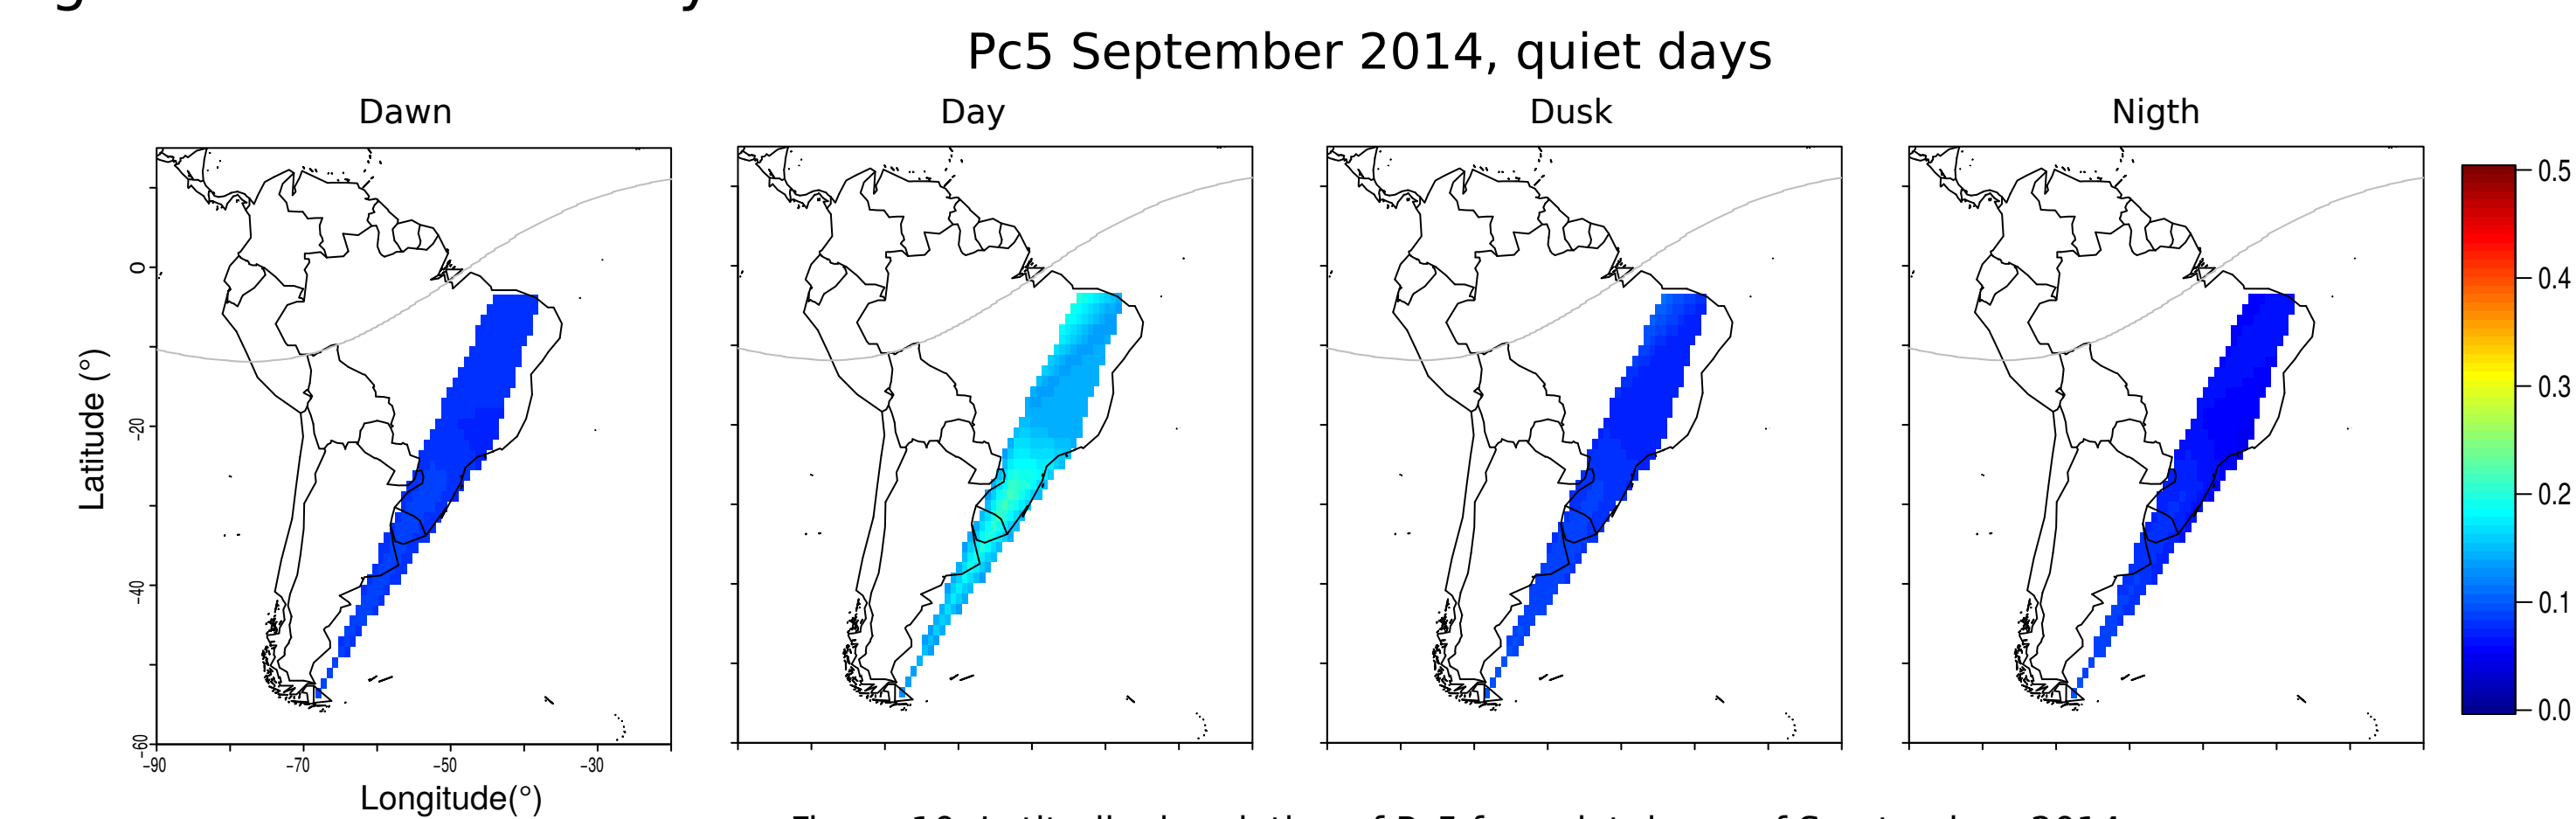 Pc5 September 2014, quiet days
Dawn Day Dusk Nigth
Latitude (°)
0
−20
−40
−60
−90 −70 −50 −30
Longitude(°)
0.5
0.4
0.3
0.2
0.1
0.0